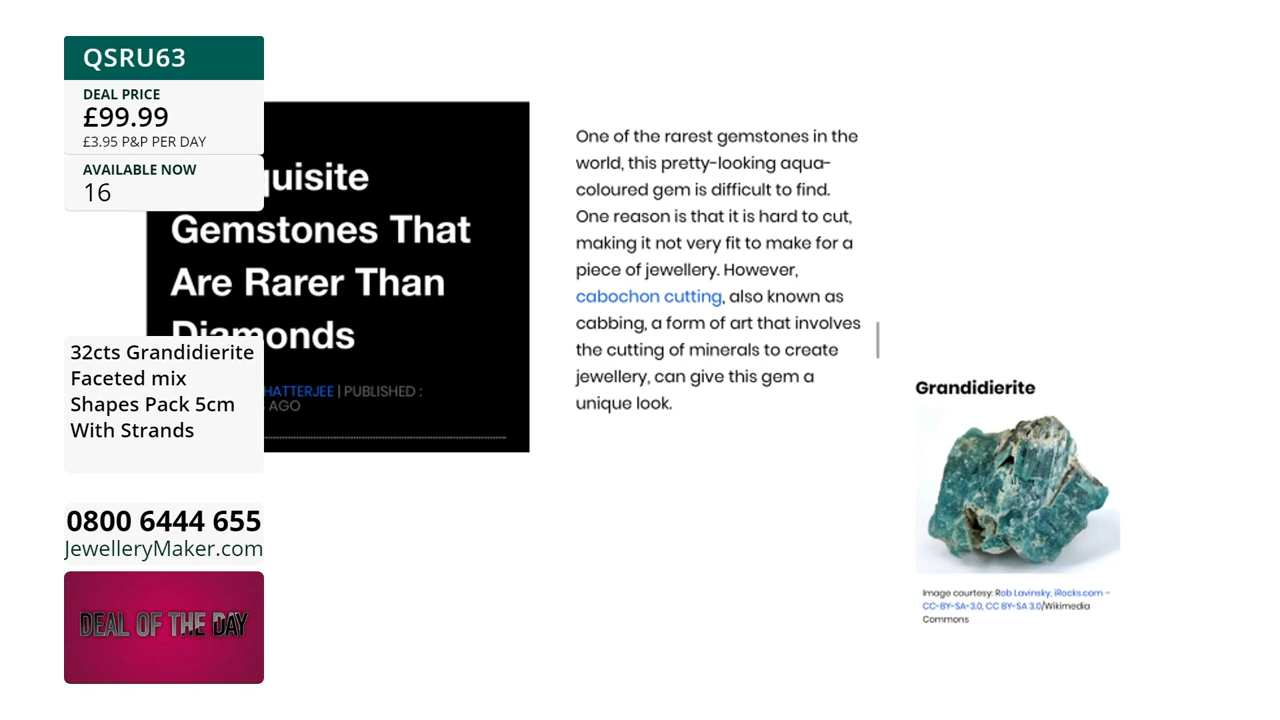 QSRU63
DEAL PRICE
£99.99
£3.95 P&P PER DAY
AVAILABLE NOW
16
Gemstones That
Are Rarer Than
Diamonds
| PUBLISHED :
AGO
32cts Grandidierite
Faceted mix
Shapes Pack 5cm
With Strands
0800 6444 655
JewelleryMaker.com
DEAL OF THE DAY
One of the rarest gemstones in the
world, this pretty-looking aqua-
coloured gem is difficult to find.
One reason is that it is hard to cut,
making it not very fit to make for a
piece of jewellery. However,
cabochon cutting, also known as
cabbing, a form of art that involves
the cutting of minerals to create
jewellery, can give this gem a
unique look.
Grandidierite
Image courtesy: Rob Lavinsky, iRocks.com –
CC-BY-SA-3.0, CC BY-SA 3.0/Wikimedia
Commons